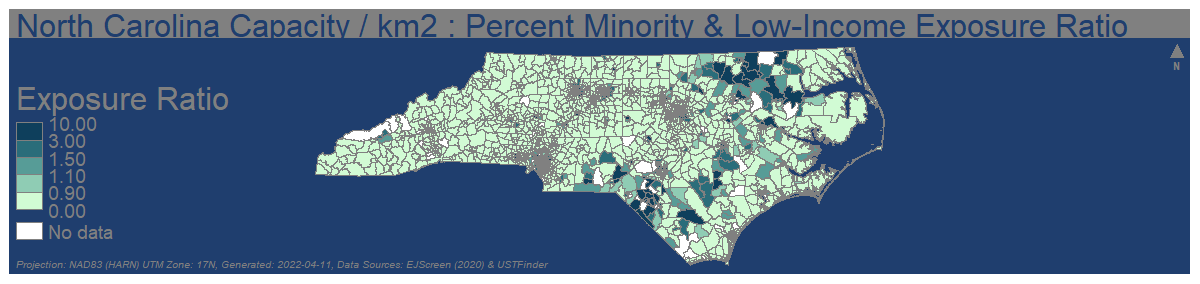 North Carolina Capacity / km2 : Percent Minority & Low-Income Exposure Ratio
N
Exposure Ratio
10.00
3.00
1.50
1.10
0.90
0.00
No data
Projection: NAD83 (HARN) UTM Zone: 17N, Generated: 2022-04-11, Data Sources: EJScreen (2020) & USTFinder